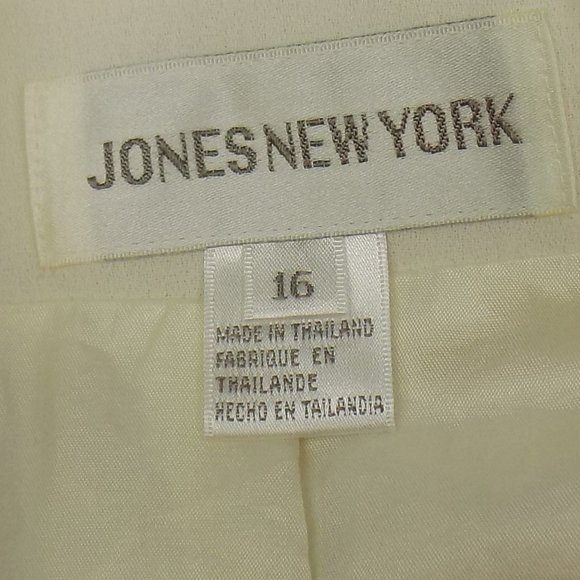 JONES NEW YORK
16
MADE IN THAILAND
FABRIQUE EN
THAILANDE
HECHO EN TAILANDIA